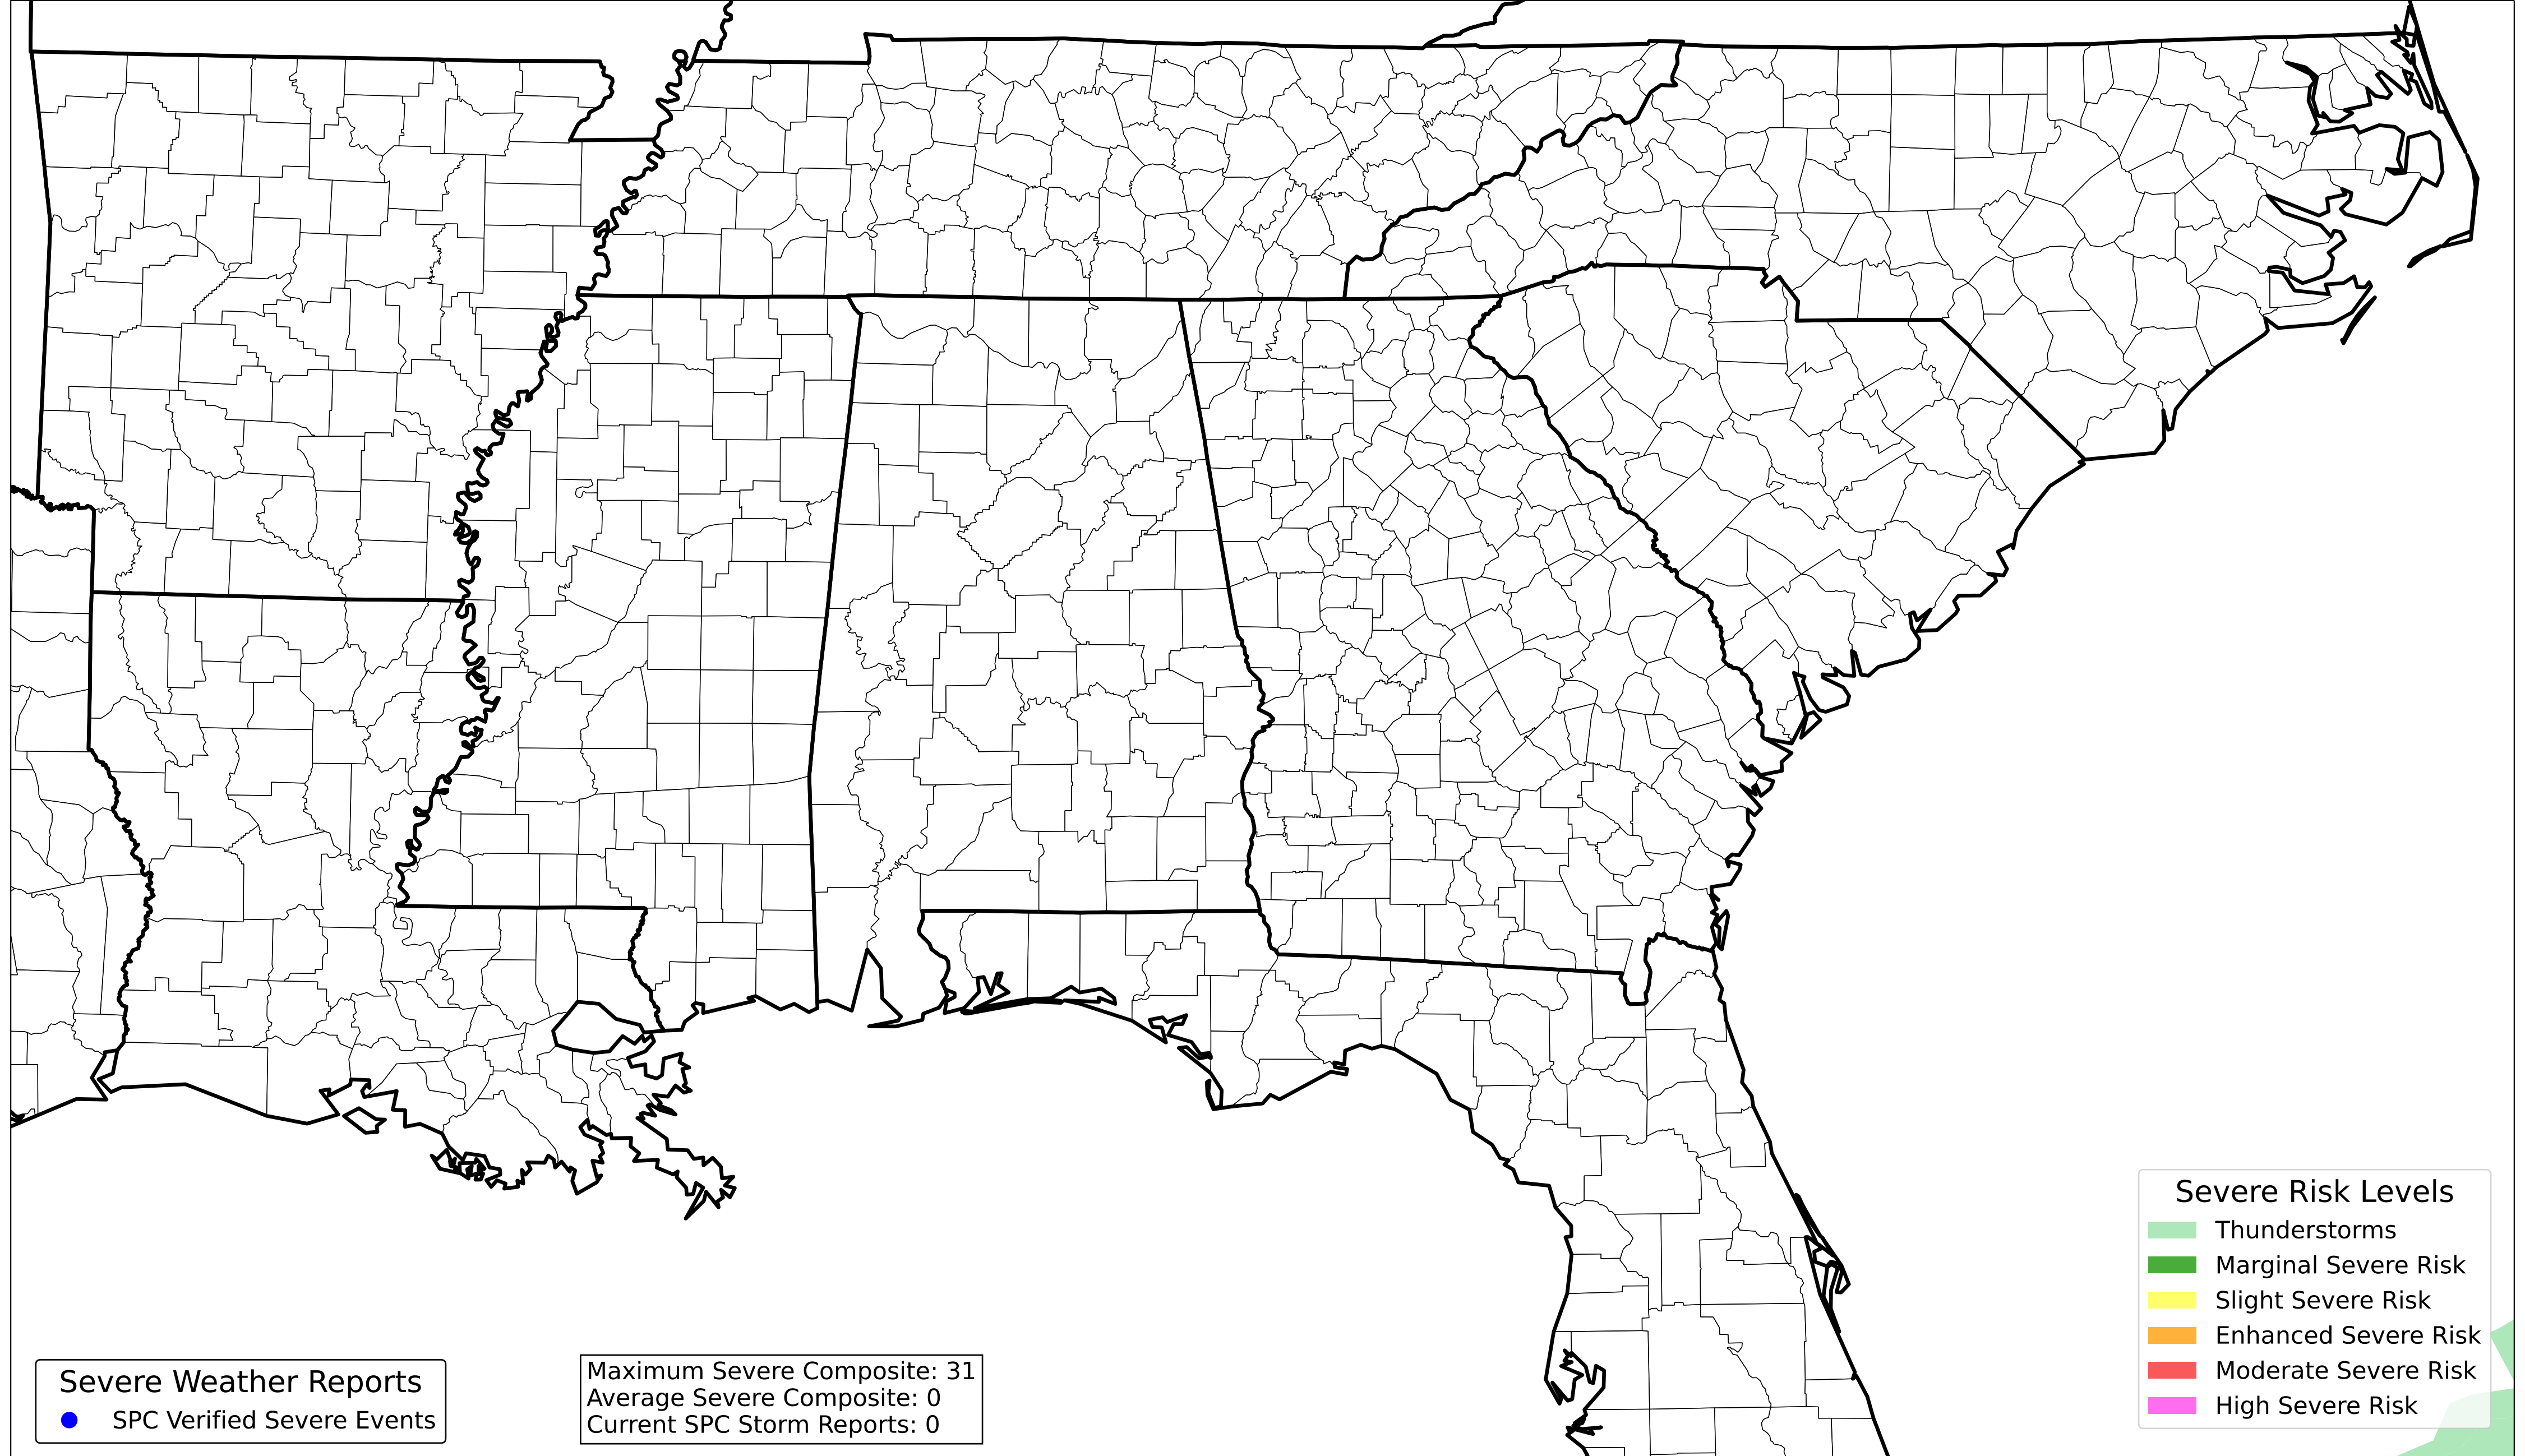 Severe Risk Levels
Thunderstorms
Marginal Severe Risk
Slight Severe Risk
Enhanced Severe Risk
Moderate Severe Risk
High Severe Risk
Severe Weather Reports
SPC Verified Severe Events
Maximum Severe Composite: 31
Average Severe Composite: 0
Current SPC Storm Reports: 0